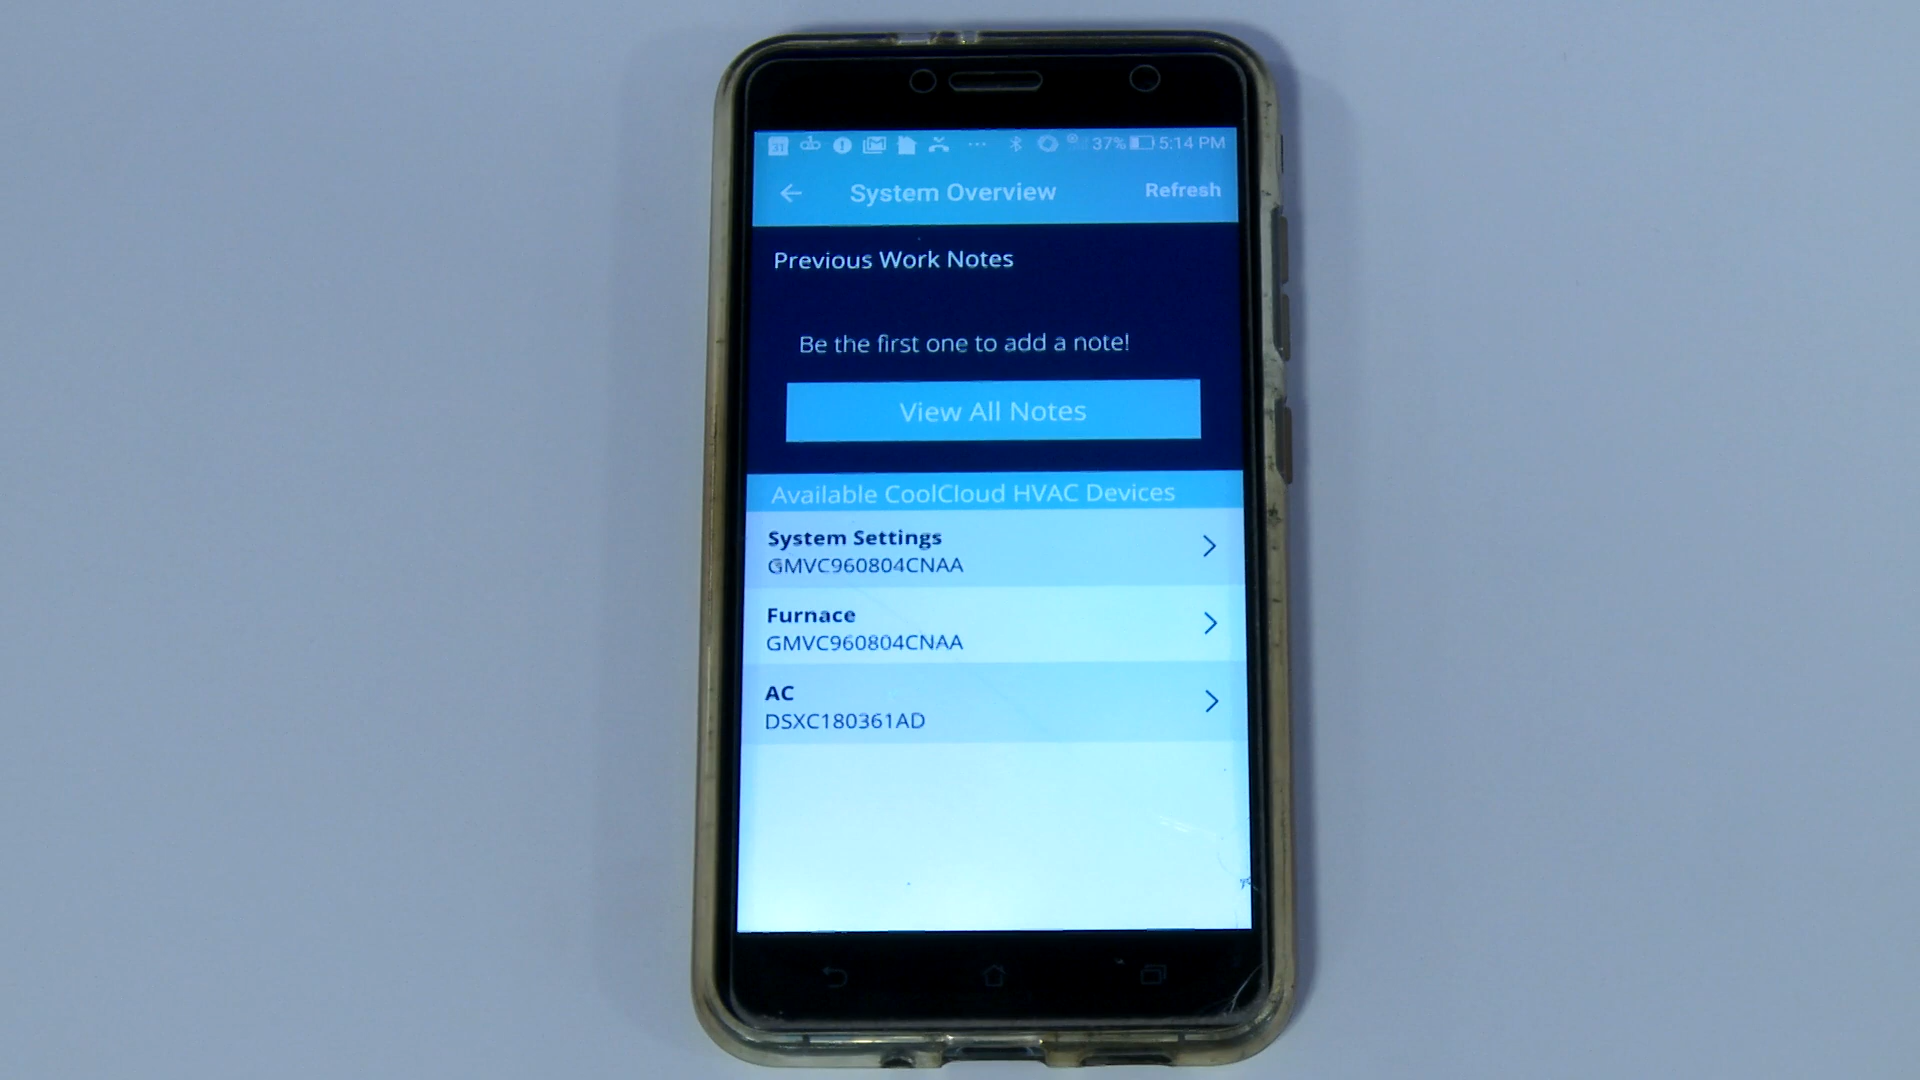 31 37% 5:14 PM
System Overview Refresh
Previous Work Notes
Be the first one to add a note!
View All Notes
Available CoolCloud HVAC Devices
System Settings
GMVC960804CNAA
Furnace
GMVC960804CNAA
AC
DSXC180361AD